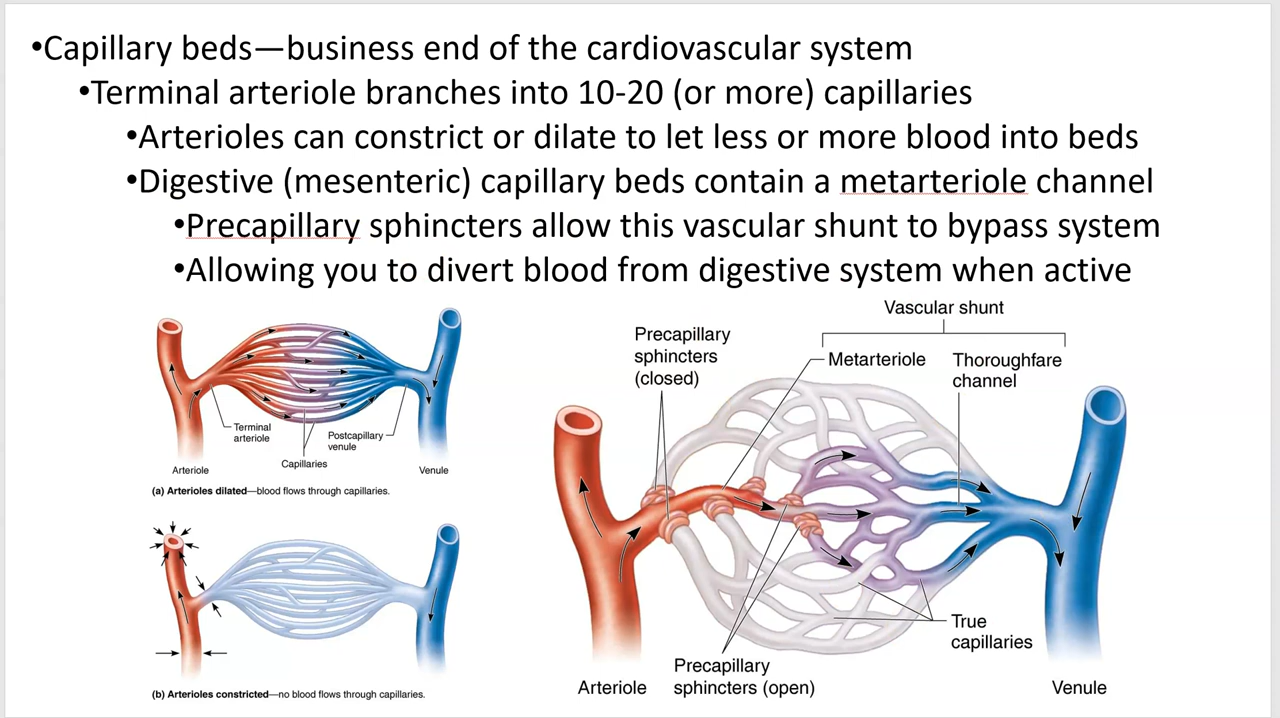 •Capillary beds—business end of the cardiovascular system
•Terminal arteriole branches into 10-20 (or more) capillaries
•Arterioles can constrict or dilate to let less or more blood into beds
•Digestive (mesenteric) capillary beds contain a metarteriole channel
•Precapillary sphincters allow this vascular shunt to bypass system
•Allowing you to divert blood from digestive system when active
Terminal
arteriole
Postcapillary
venule
Arteriole
Capillaries
Venule
(a) Arterioles dilated—blood flows through capillaries.
(b) Arterioles constricted—no blood flows through capillaries.
Vascular shunt
Precapillary
sphincters
(closed)
Metarteriole
Thoroughfare
channel
True
capillaries
Precapillary
sphincters (open)
Arteriole
Venule